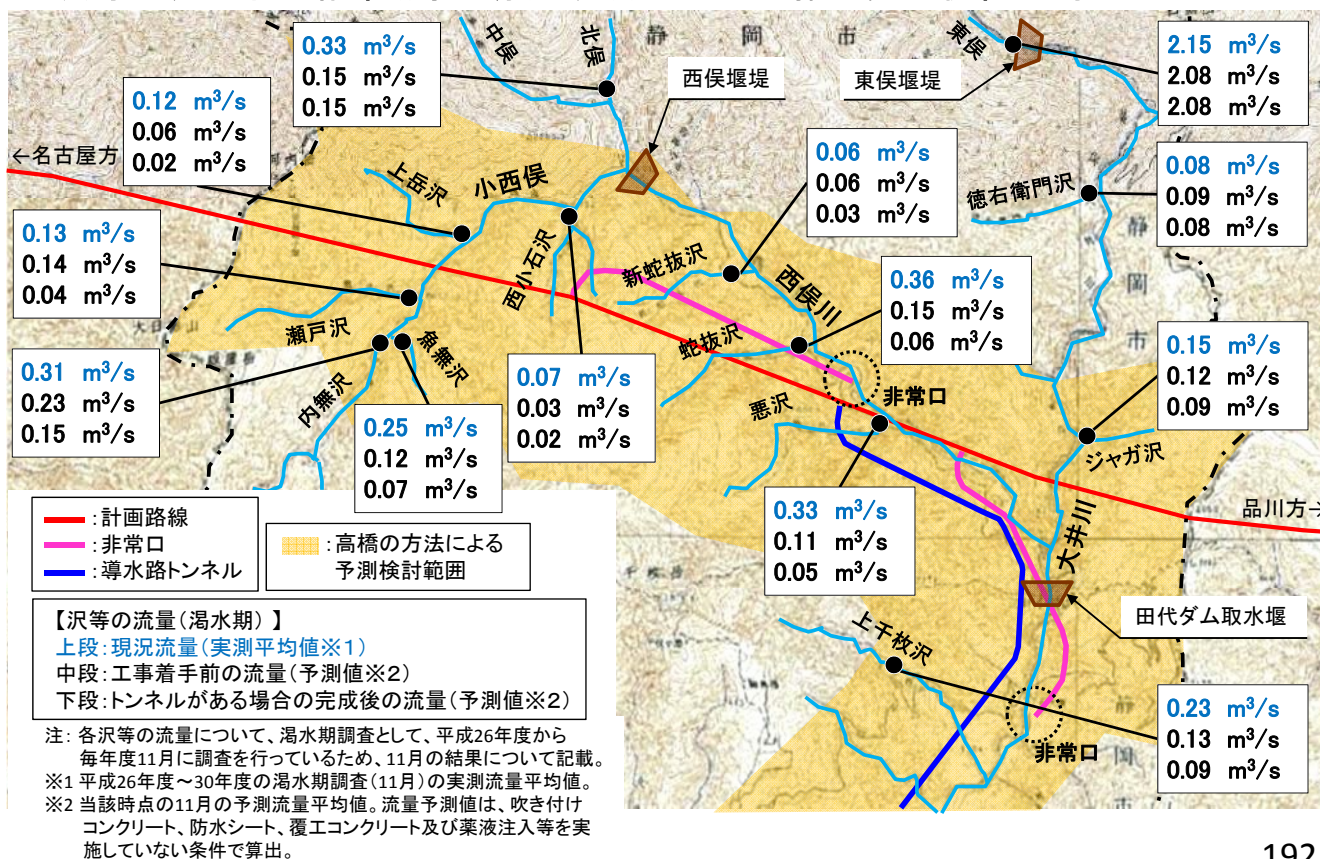 中俣
北俣
静岡市
東俣
0.33 m³/s
0.15 m³/s
0.15 m³/s
西俣堰堤
東俣堰堤
2.15 m³/s
2.08 m³/s
2.08 m³/s
0.12 m³/s
0.06 m³/s
0.02 m³/s
←名古屋方
上岳沢
小西俣
0.06 m³/s
0.06 m³/s
0.03 m³/s
徳右衛門沢
0.08 m³/s
0.09 m³/s
0.08 m³/s
0.13 m³/s
0.14 m³/s
0.04 m³/s
西小石沢
新蛇抜沢
西俣川
0.36 m³/s
0.15 m³/s
0.06 m³/s
静岡市
瀬戸沢
魚無沢
蛇抜沢
0.31 m³/s
0.23 m³/s
0.15 m³/s
内無沢
0.25 m³/s
0.12 m³/s
0.07 m³/s
0.07 m³/s
0.03 m³/s
0.02 m³/s
悪沢
非常口
0.15 m³/s
0.12 m³/s
0.09 m³/s
ジャガ沢
0.33 m³/s
0.11 m³/s
0.05 m³/s
大井川
品川方→
:計画路線
:非常口
:導水路トンネル
:高橋の方法による
予測検討範囲
田代ダム取水堰
上千枚沢
非常口
0.23 m³/s
0.13 m³/s
0.09 m³/s
【沢等の流量(渇水期) 】
上段:現況流量(実測平均値※1)
中段:工事着手前の流量(予測値※2)
下段:トンネルがある場合の完成後の流量(予測値※2)
注: 各沢等の流量について、渇水期調査として、平成26年度から
毎年度11月に調査を行っているため、11月の結果について記載。
※1 平成26年度～30年度の渇水期調査(11月)の実測流量平均値。
※2 当該時点の11月の予測流量平均値。流量予測値は、吹き付け
コンクリート、防水シート、覆工コンクリート及び薬液注入等を実
施していない条件で算出。
192